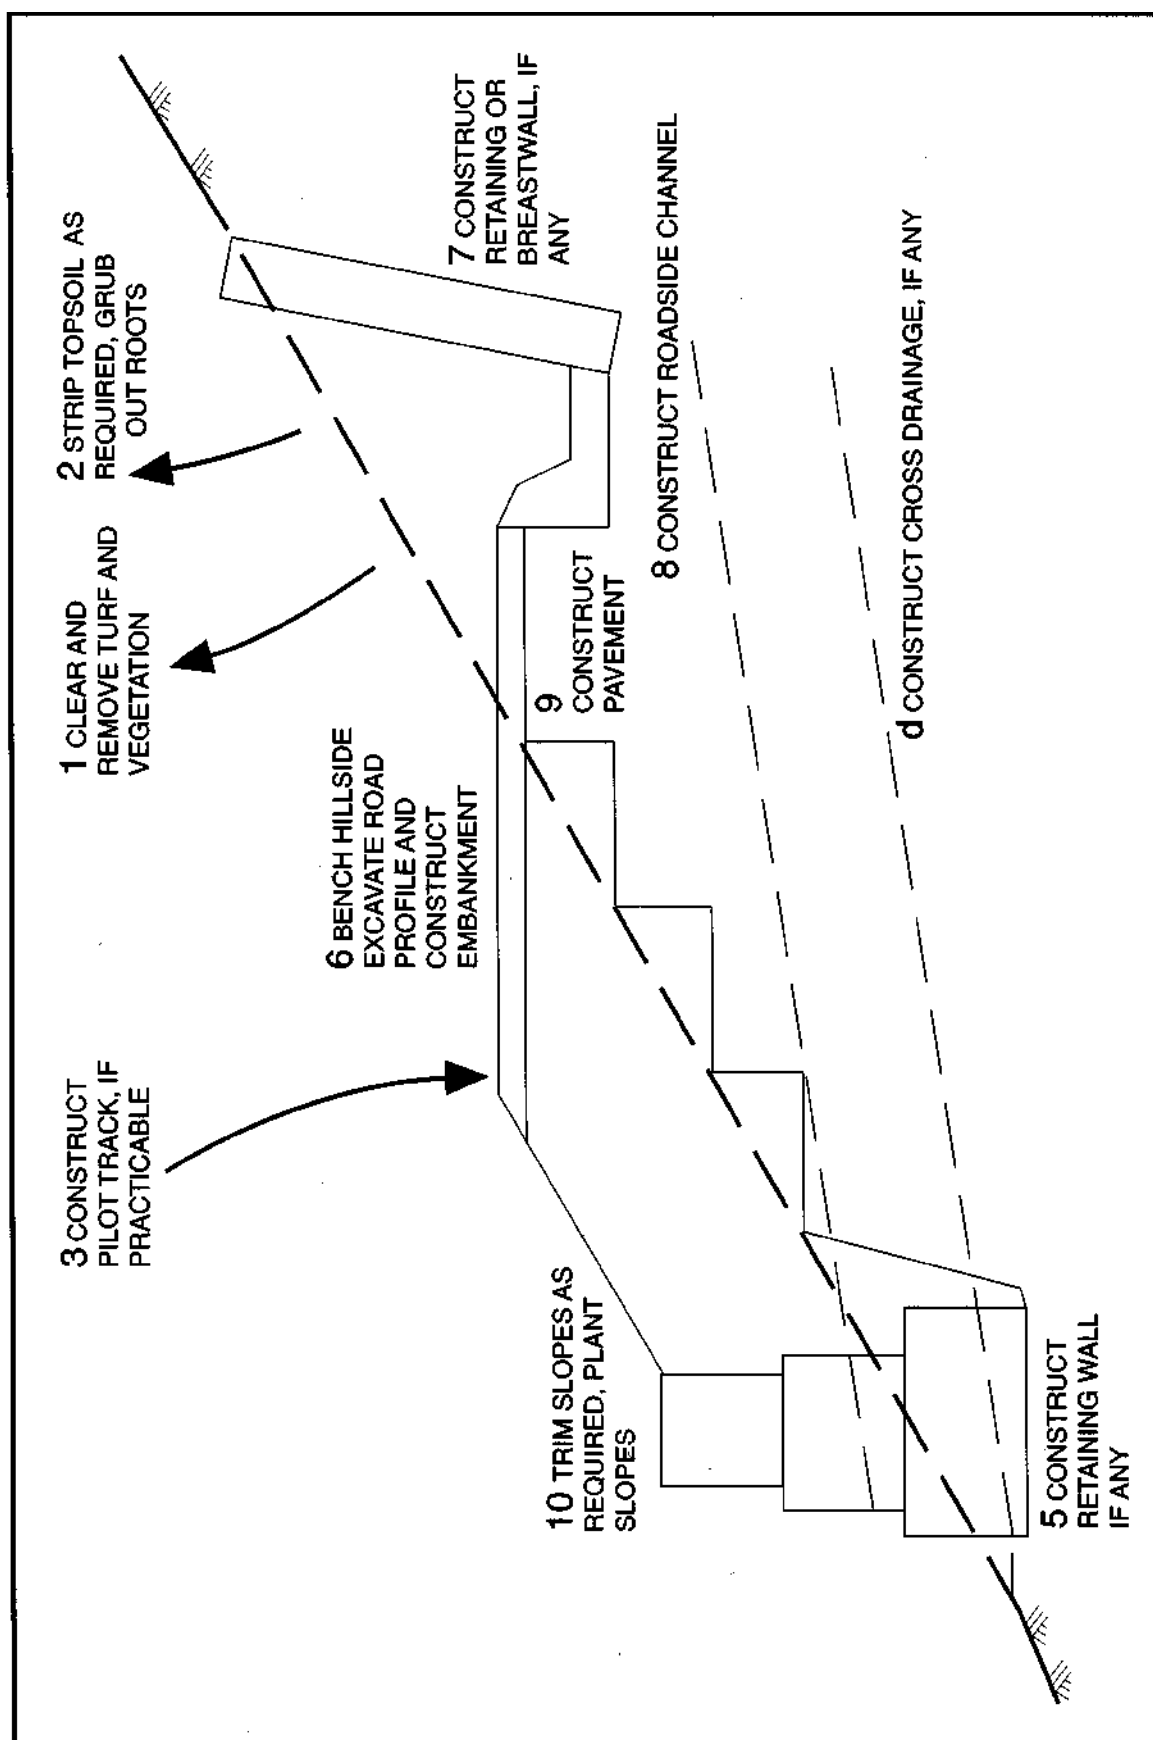 1 CLEAR AND
REMOVE TURF AND
VEGETATION
2 STRIP TOPSOIL AS
REQUIRED, GRUB
OUT ROOTS
3 CONSTRUCT
PILOT TRACK, IF
PRACTICABLE
d CONSTRUCT CROSS DRAINAGE, IF ANY
5 CONSTRUCT
RETAINING WALL
IF ANY
6 BENCH HILLSIDE
EXCAVATE ROAD
PROFILE AND
CONSTRUCT
EMBANKMENT
7 CONSTRUCT
RETAINING OR
BREASTWALL, IF
ANY
8 CONSTRUCT ROADSIDE CHANNEL
9
CONSTRUCT
PAVEMENT
10 TRIM SLOPES AS
REQUIRED, PLANT
SLOPES